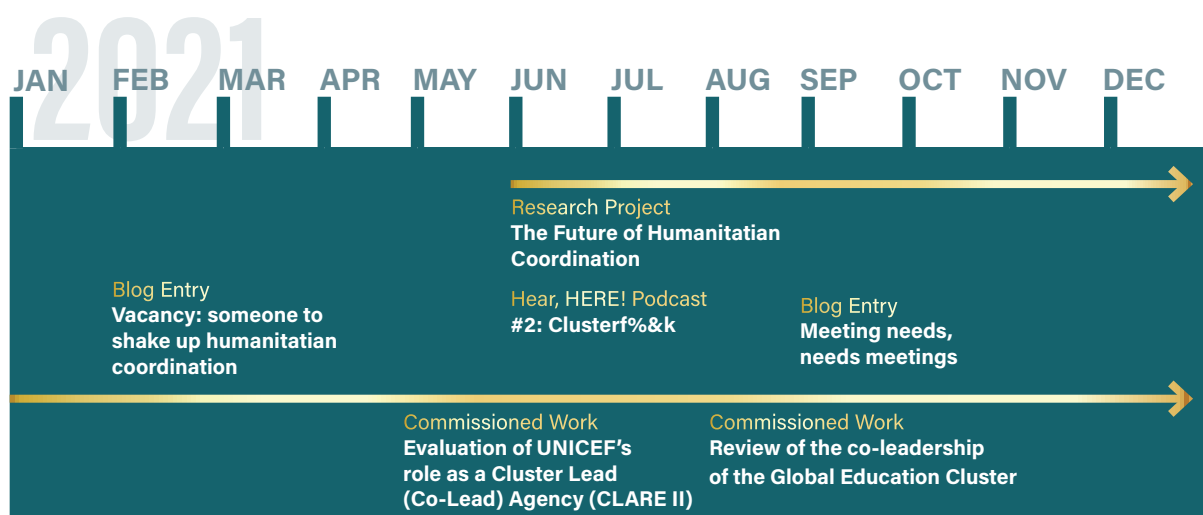 2021
JAN FEB MAR APR MAY JUN JUL AUG SEP OCT NOV DEC
Research Project
The Future of Humanitatian
Coordination
Blog Entry
Vacancy: someone to
shake up humanitatian
coordination
Hear, HERE! Podcast
#2: Clusterf%&k
Blog Entry
Meeting needs,
needs meetings
Commissioned Work
Evaluation of UNICEF’s
role as a Cluster Lead
(Co-Lead) Agency (CLARE II)
Commissioned Work
Review of the co-leadership
of the Global Education Cluster